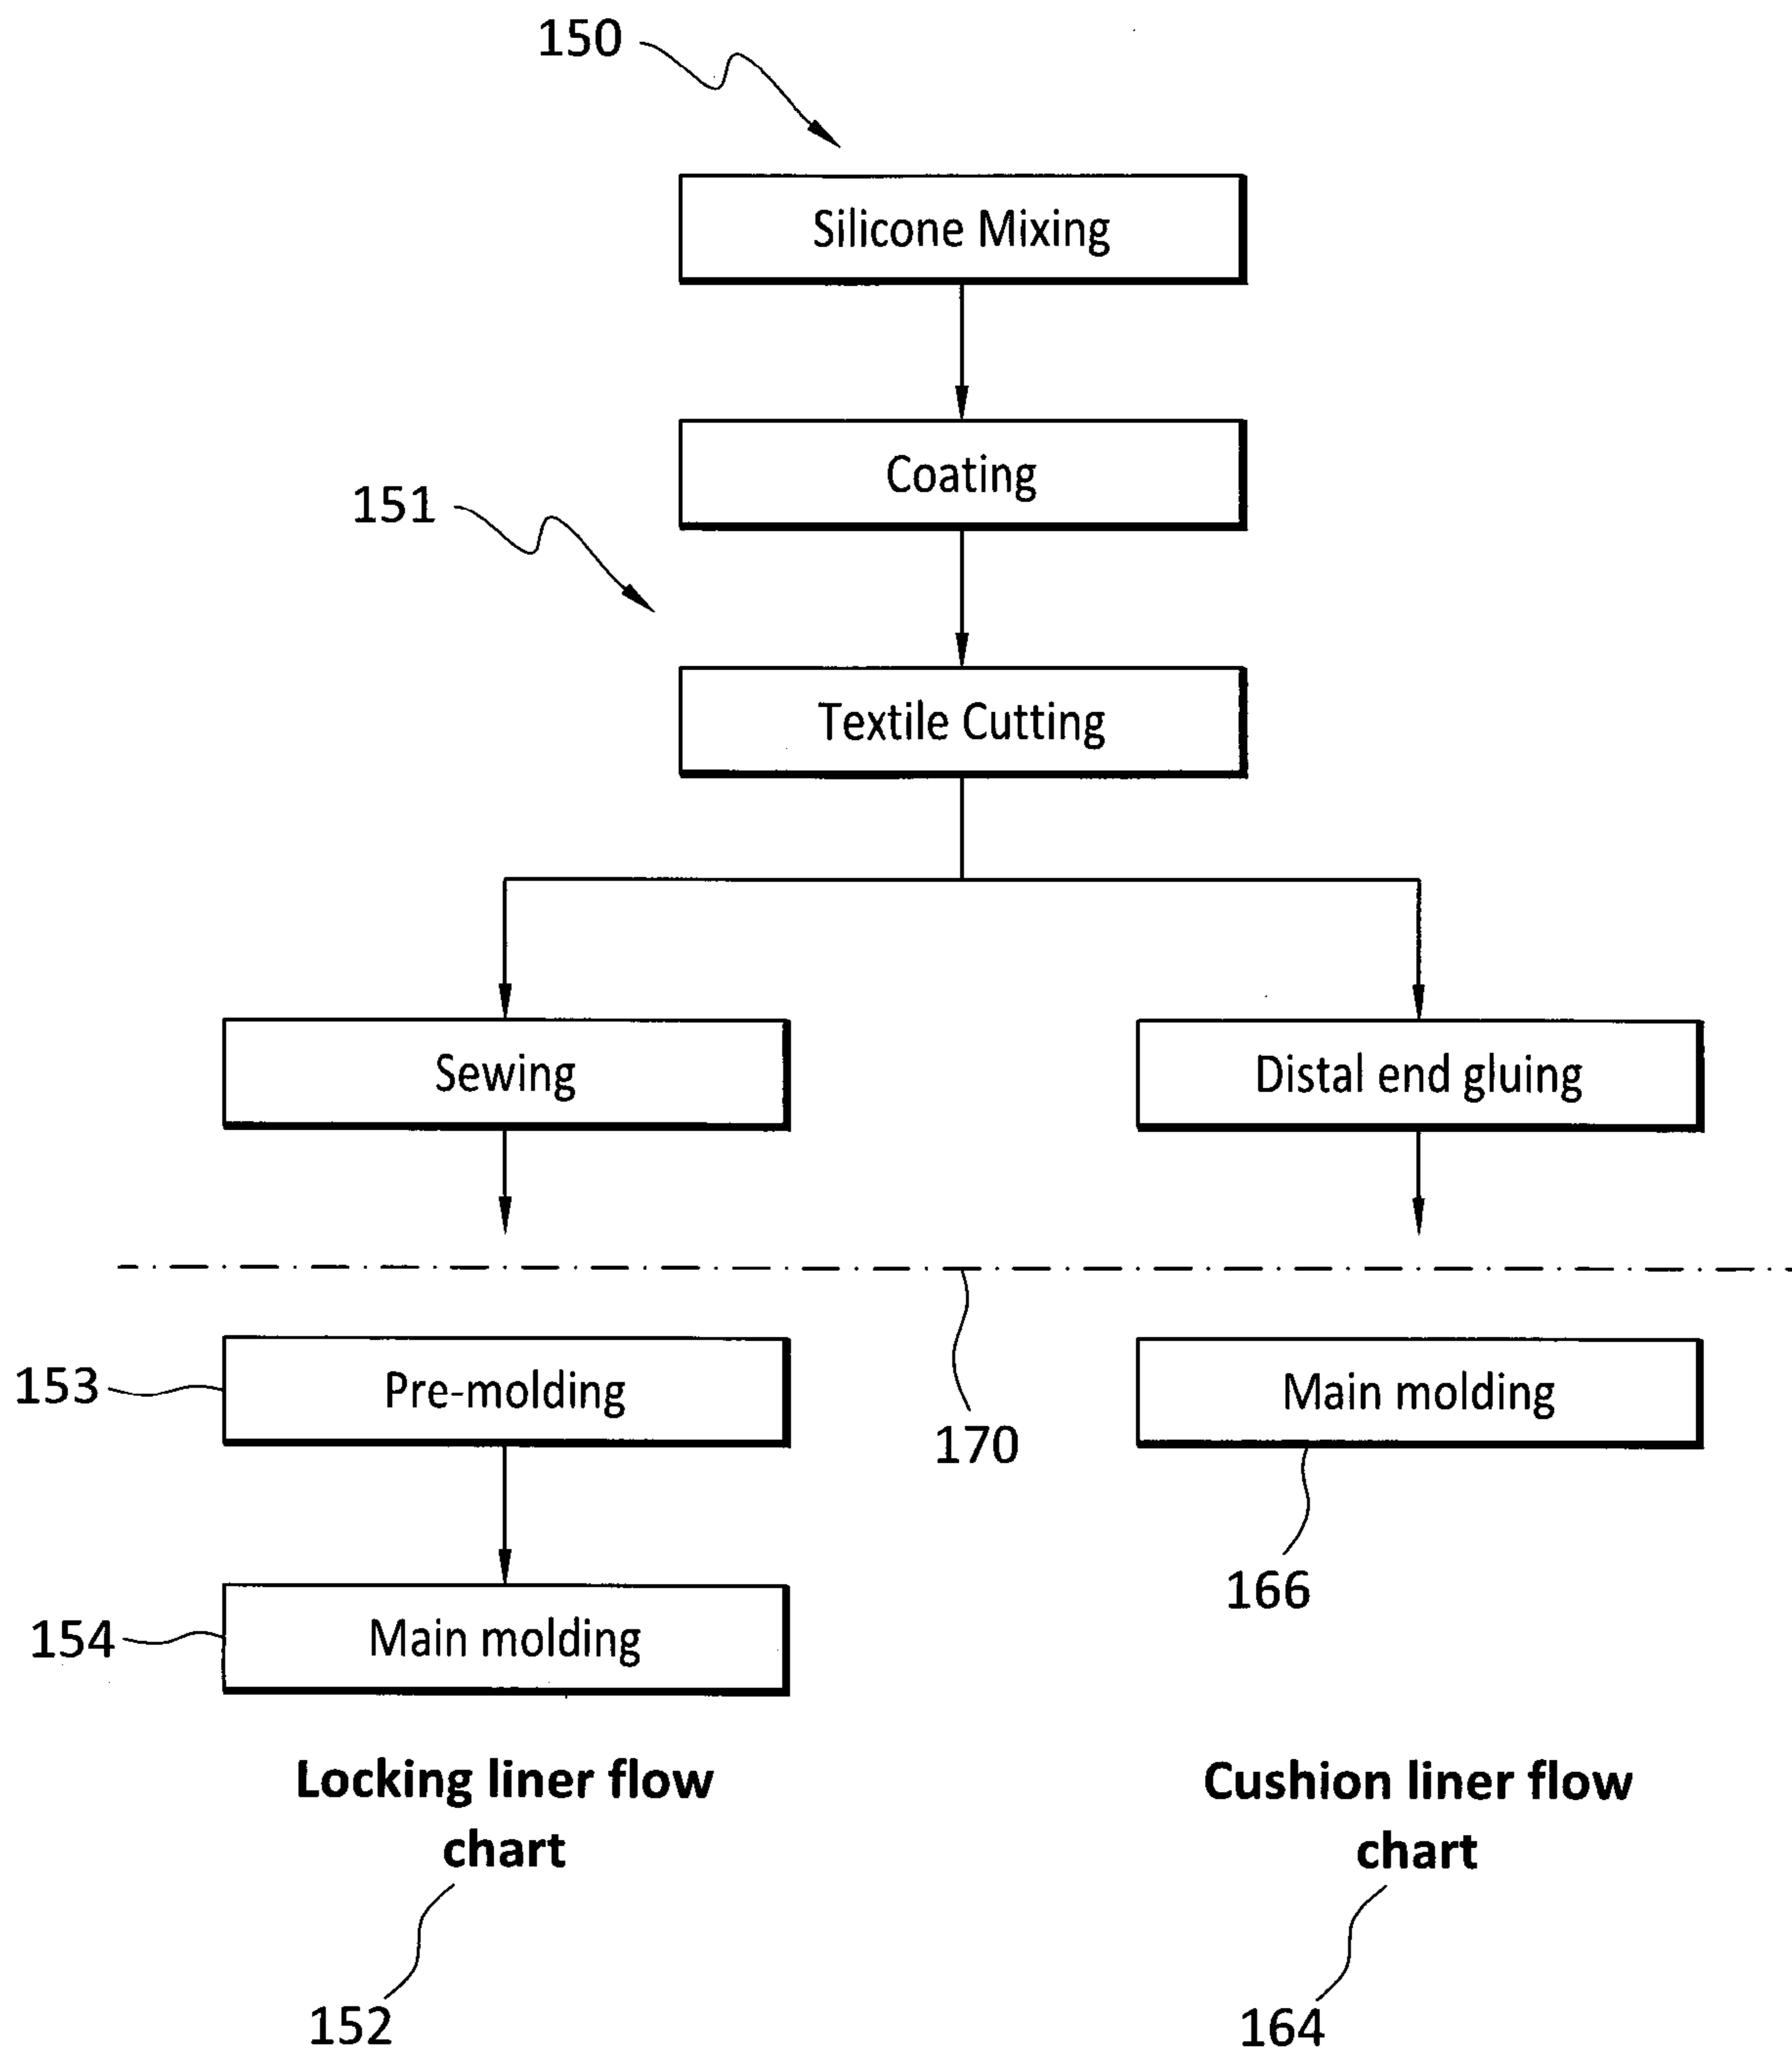 150
Silicone Mixing
Coating
151
Textile Cutting
Sewing
Distal end gluing
153
Pre-molding
170
Main molding
166
154
Main molding
Locking liner flow
chart
Cushion liner flow
chart
152
164